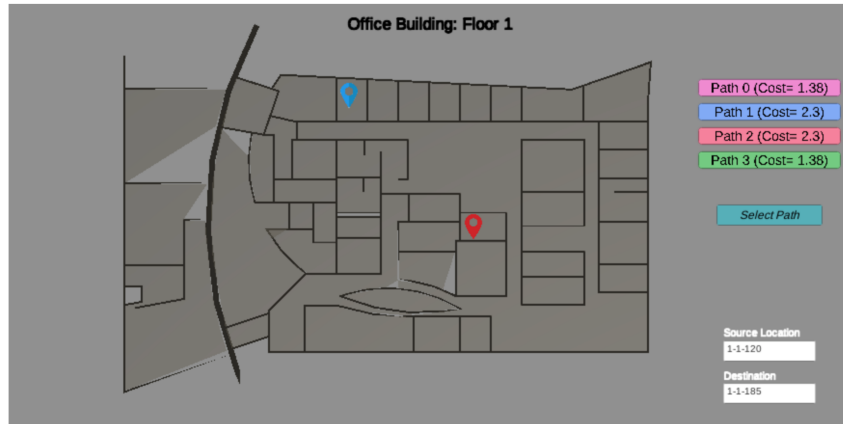 Office Building: Floor 1
Path 0 (Cost= 1.38)
Path 1 (Cost= 2.3)
Path 2 (Cost= 2.3)
Path 3 (Cost= 1.38)
Select Path
Source Location
1-1-120
Destination
1-1-185